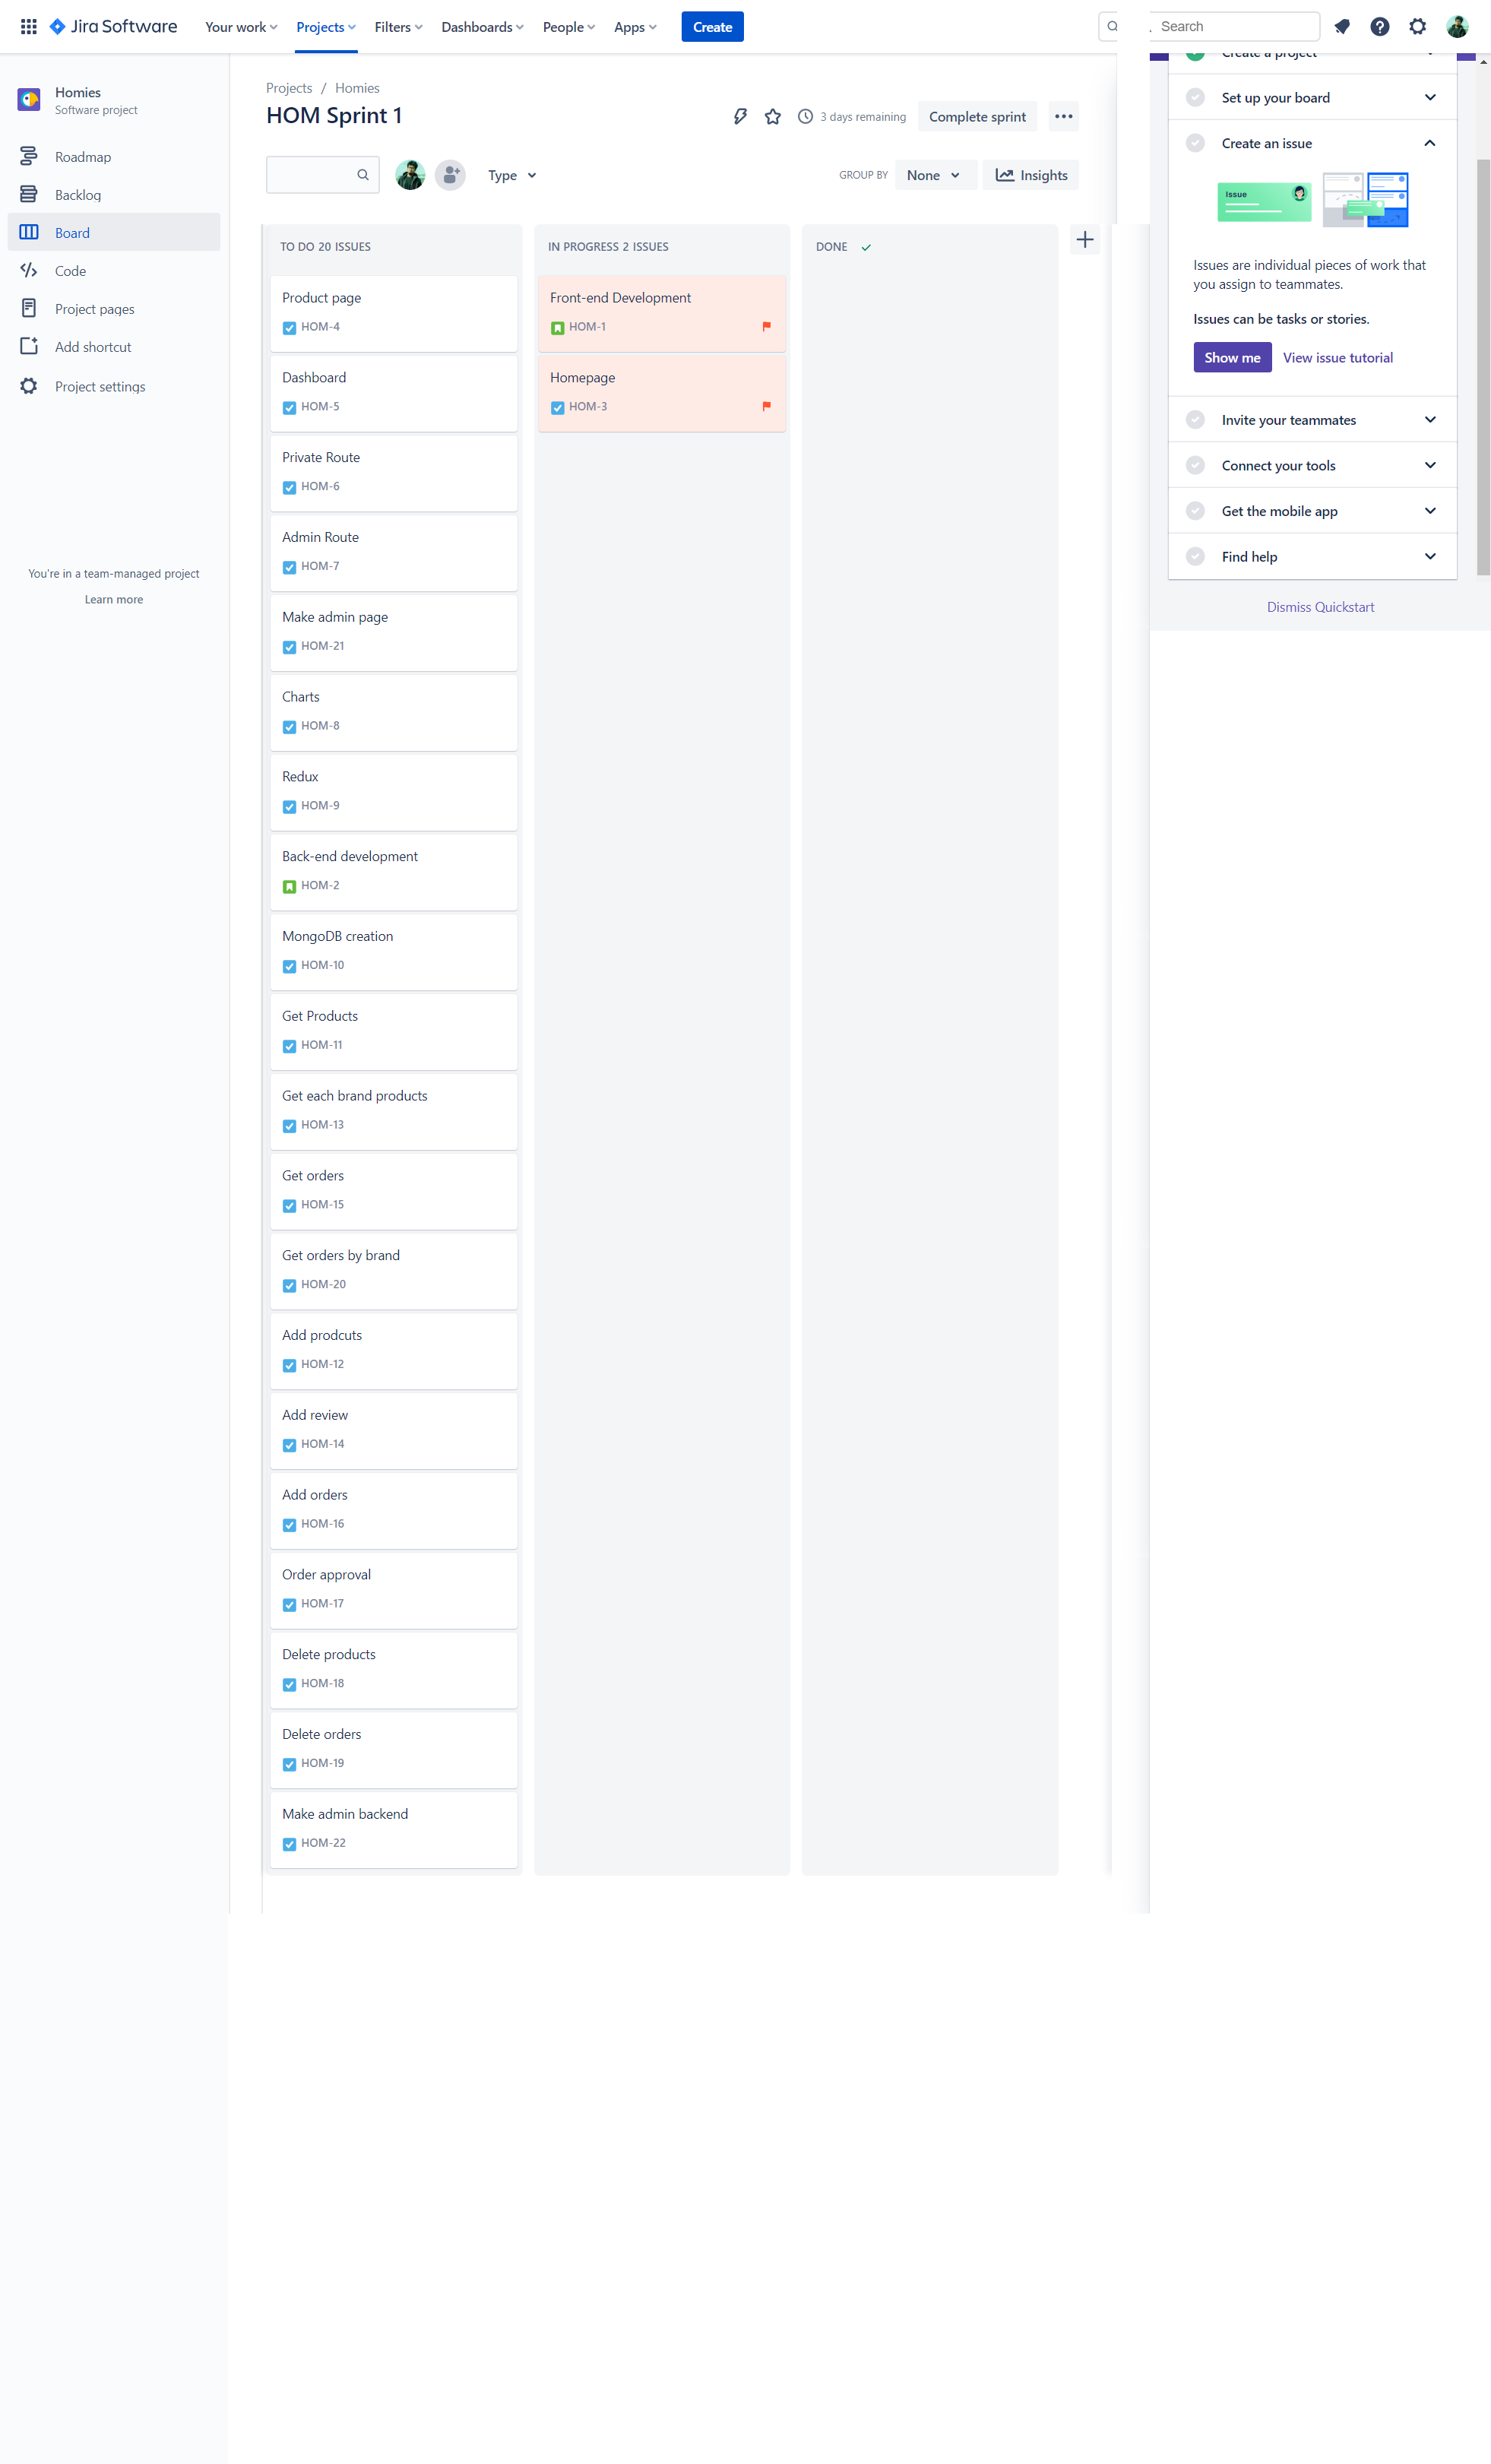 Jira Software
Your work
Projects
Filters
Dashboards
People
Apps
Create
Search
Homies
Software project
Roadmap
Backlog
Board
Code
Project pages
Add shortcut
Project settings
You're in a team-managed project
Learn more
Projects / Homies
HOM Sprint 1
3 days remaining
Complete sprint
Type
GROUP BY
None
Insights
TO DO 20 ISSUES
Product page
HOM-4
Dashboard
HOM-5
Private Route
HOM-6
Admin Route
HOM-7
Make admin page
HOM-21
Charts
HOM-8
Redux
HOM-9
Back-end development
HOM-2
MongoDB creation
HOM-10
Get Products
HOM-11
Get each brand products
HOM-13
Get orders
HOM-15
Get orders by brand
HOM-20
Add prodcuts
HOM-12
Add review
HOM-14
Add orders
HOM-16
Order approval
HOM-17
Delete products
HOM-18
Delete orders
HOM-19
Make admin backend
HOM-22
IN PROGRESS 2 ISSUES
Front-end Development
HOM-1
Homepage
HOM-3
DONE
Create a project
Set up your board
Create an issue
Issue
Issues are individual pieces of work that
you assign to teammates.
Issues can be tasks or stories.
Show me
View issue tutorial
Invite your teammates
Connect your tools
Get the mobile app
Find help
Dismiss Quickstart